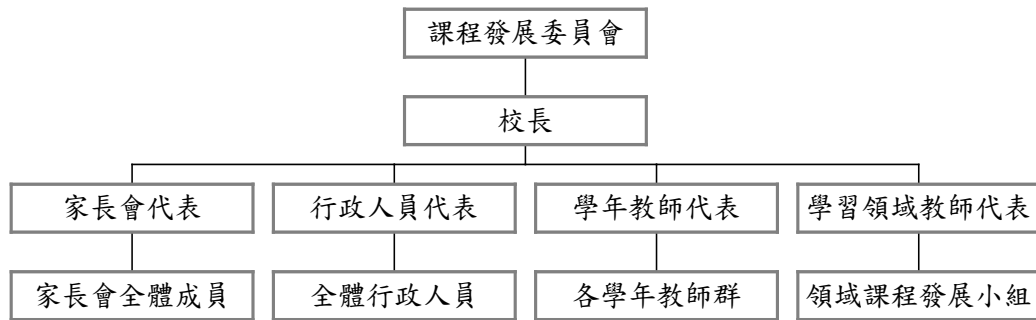 課程發展委員會
校長
家長會代表
行政人員代表
學年教師代表
學習領域教師代表
家長會全體成員
全體行政人員
各學年教師群
領域課程發展小組